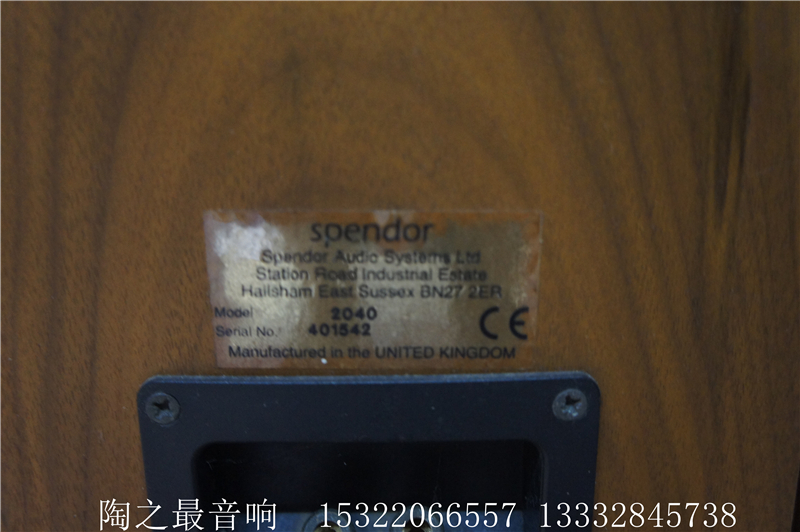 spendor
Spendor Audio Systems Ltd
Station Road Industrial Estate
Hailsham East Sussex BN27 2ER
Model 2040
Serial No. 401542
CE
Manufactured in the UNITED KINGDOM
陶之最音响 15322066557 13332845738